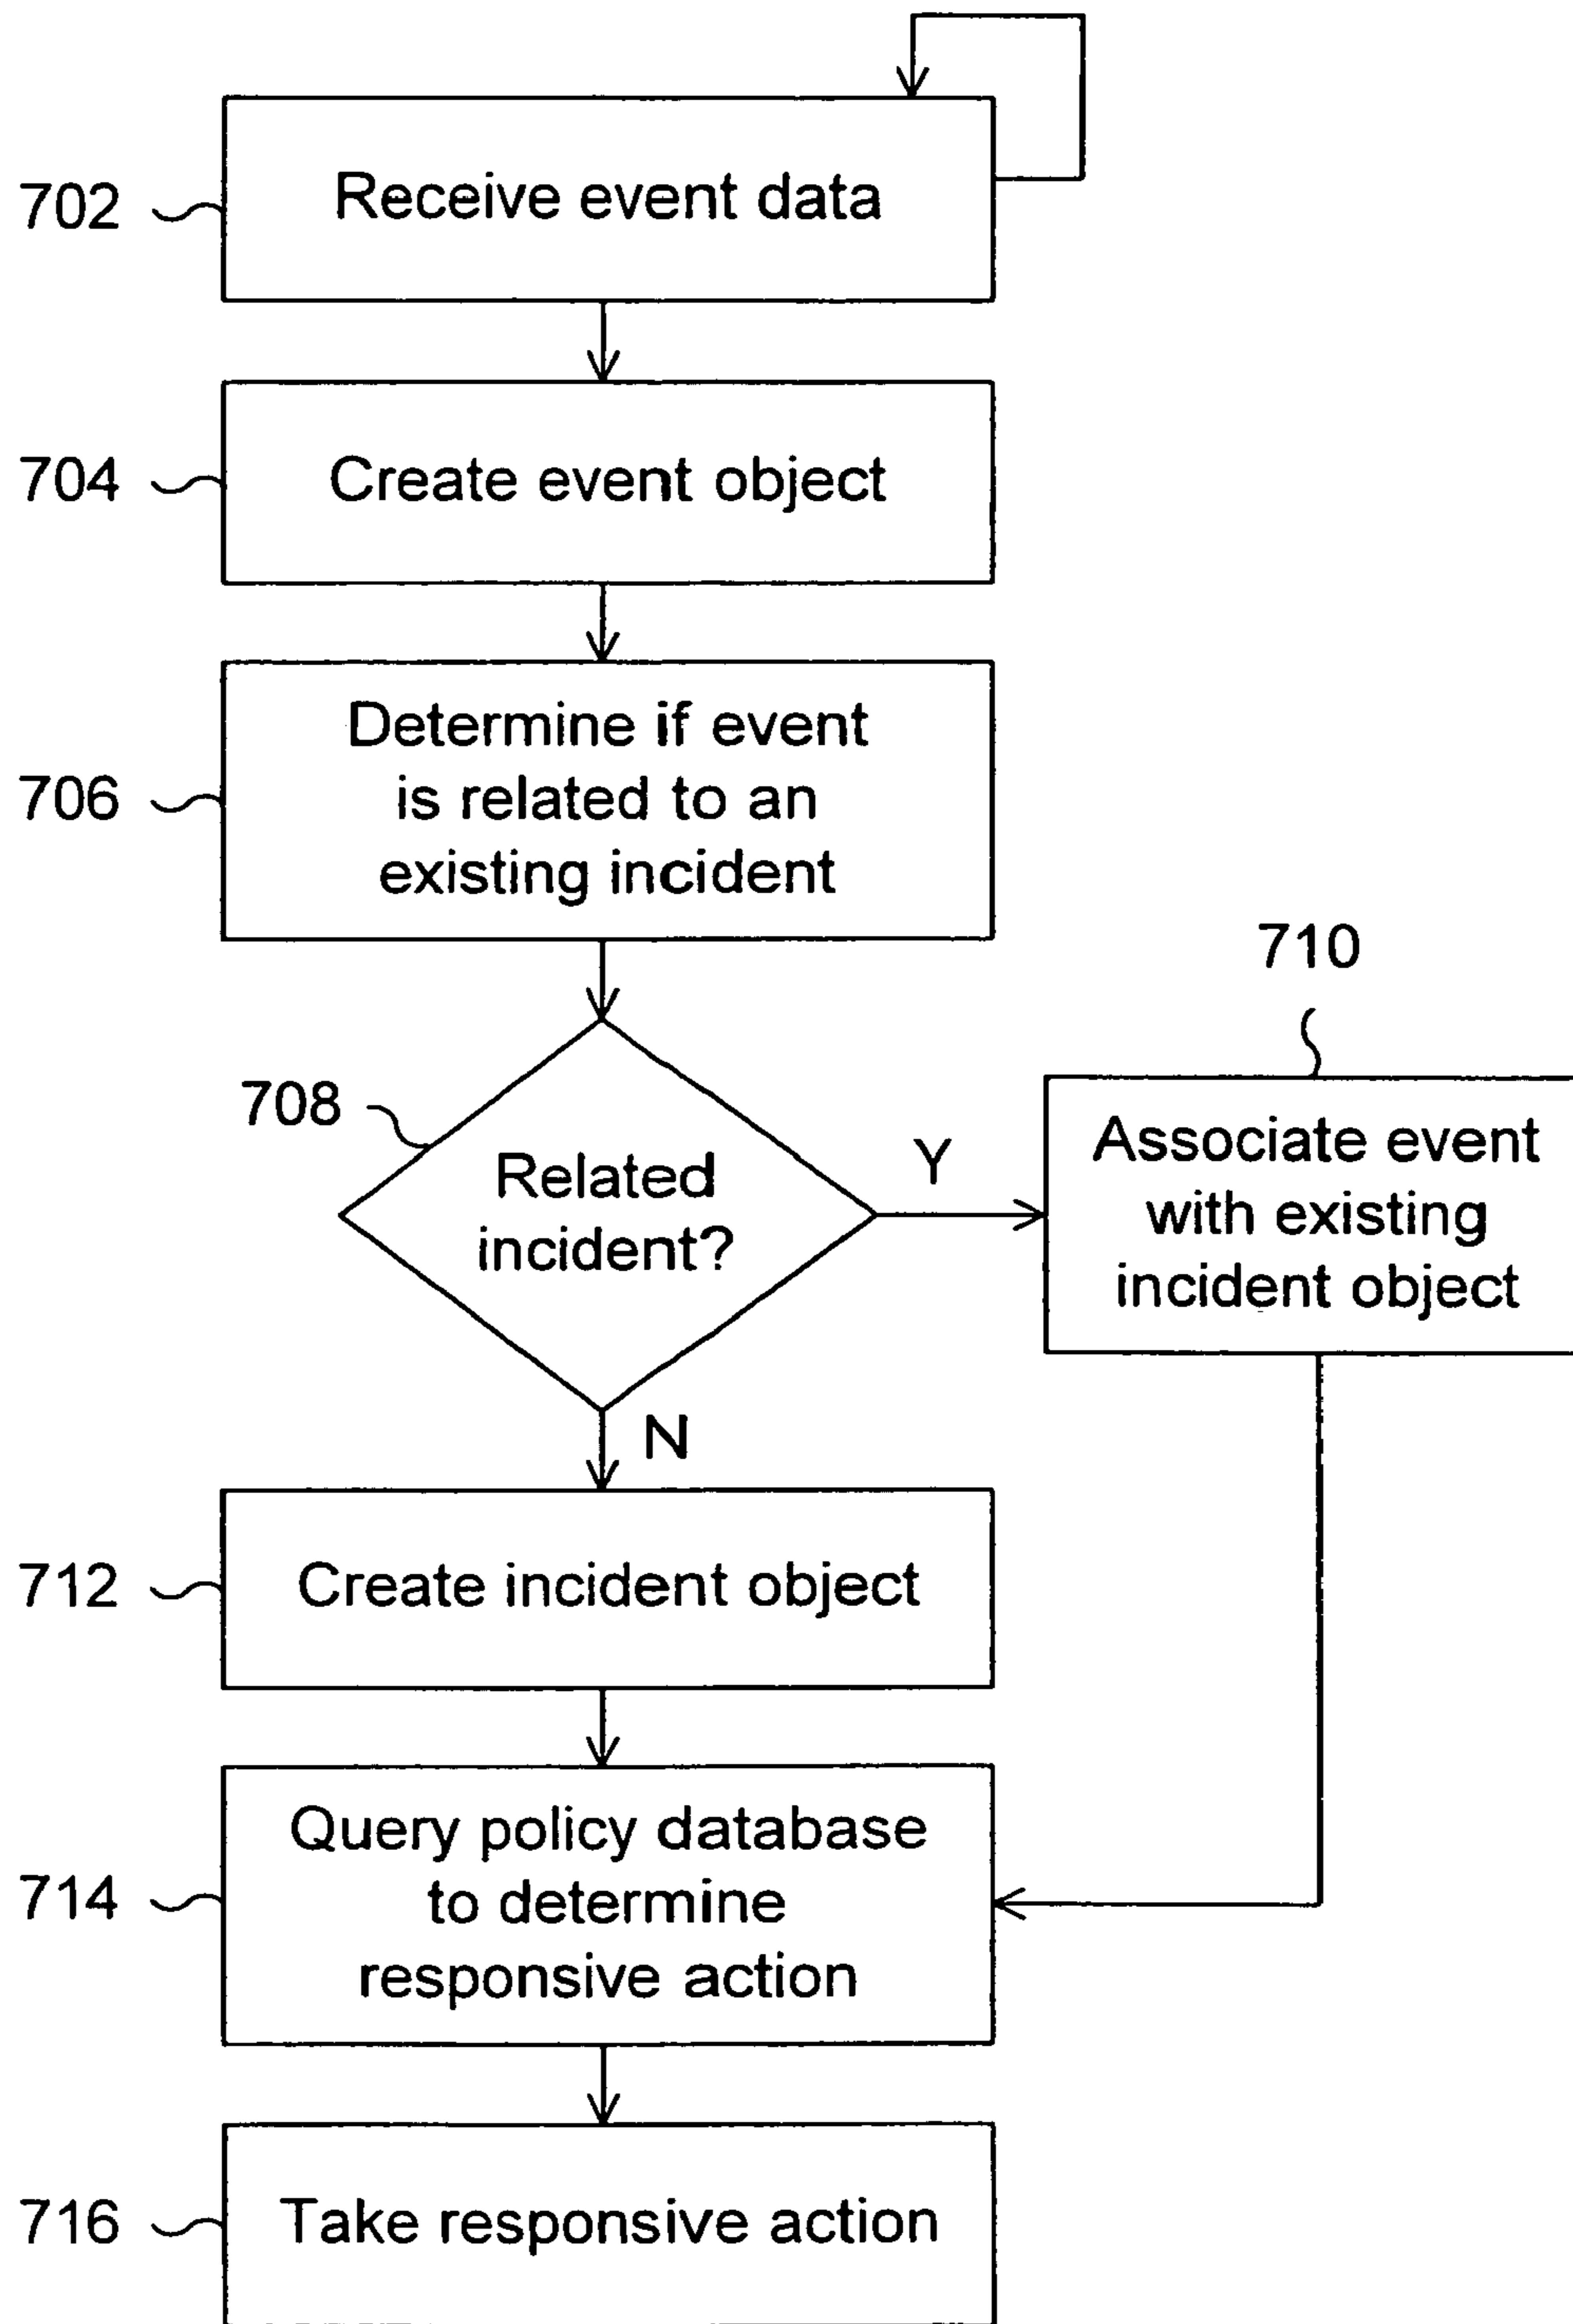 702
Receive event data
704
Create event object
706
Determine if event
is related to an
existing incident
708
Related
incident?
Y
N
710
Associate event
with existing
incident object
712
Create incident object
714
Query policy database
to determine
responsive action
716
Take responsive action